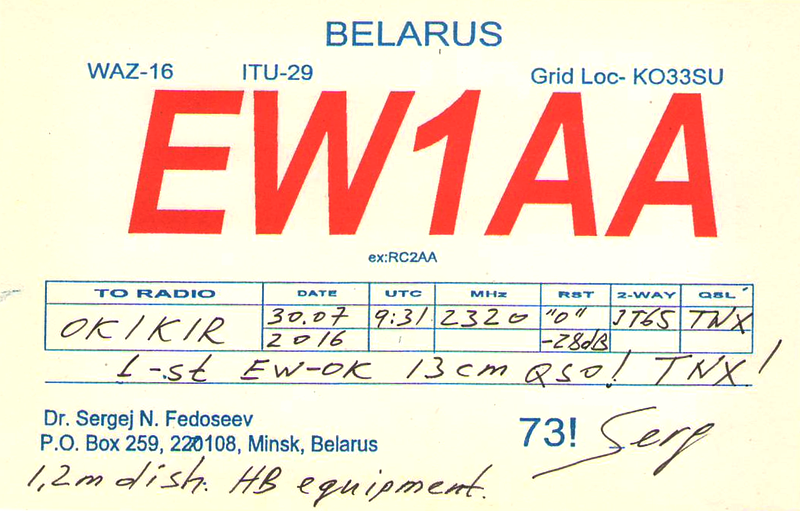 BELARUS
WAZ-16 ITU-29 Grid Loc- KO33SU
EW1AA
ex:RC2AA
TO RADIO DATE UTC MHz RST 2-WAY QSL
OK1KIR 30.07 9:31 2320 "O" JT65 TNX
2016 -28dB
1-st EW-OK 13cm QSO! TNX!
Dr. Sergej N. Fedoseev
P.O. Box 259, 220108, Minsk, Belarus
73! Serg
1,2m dish. HB equipment.